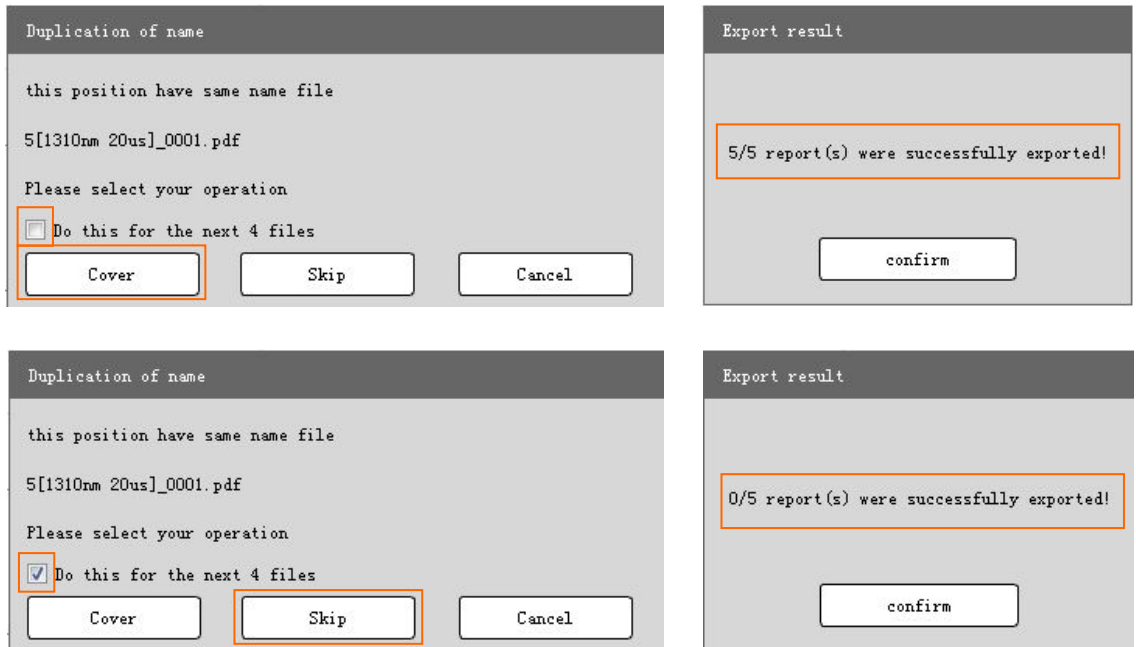 Duplication of name
this position have same name file
5[1310nm 20us]_0001.pdf
Please select your operation
Do this for the next 4 files
Cover Skip Cancel
Export result
5/5 report(s) were successfully exported!
confirm
Duplication of name
this position have same name file
5[1310nm 20us]_0001.pdf
Please select your operation
Do this for the next 4 files
Cover Skip Cancel
Export result
0/5 report(s) were successfully exported!
confirm